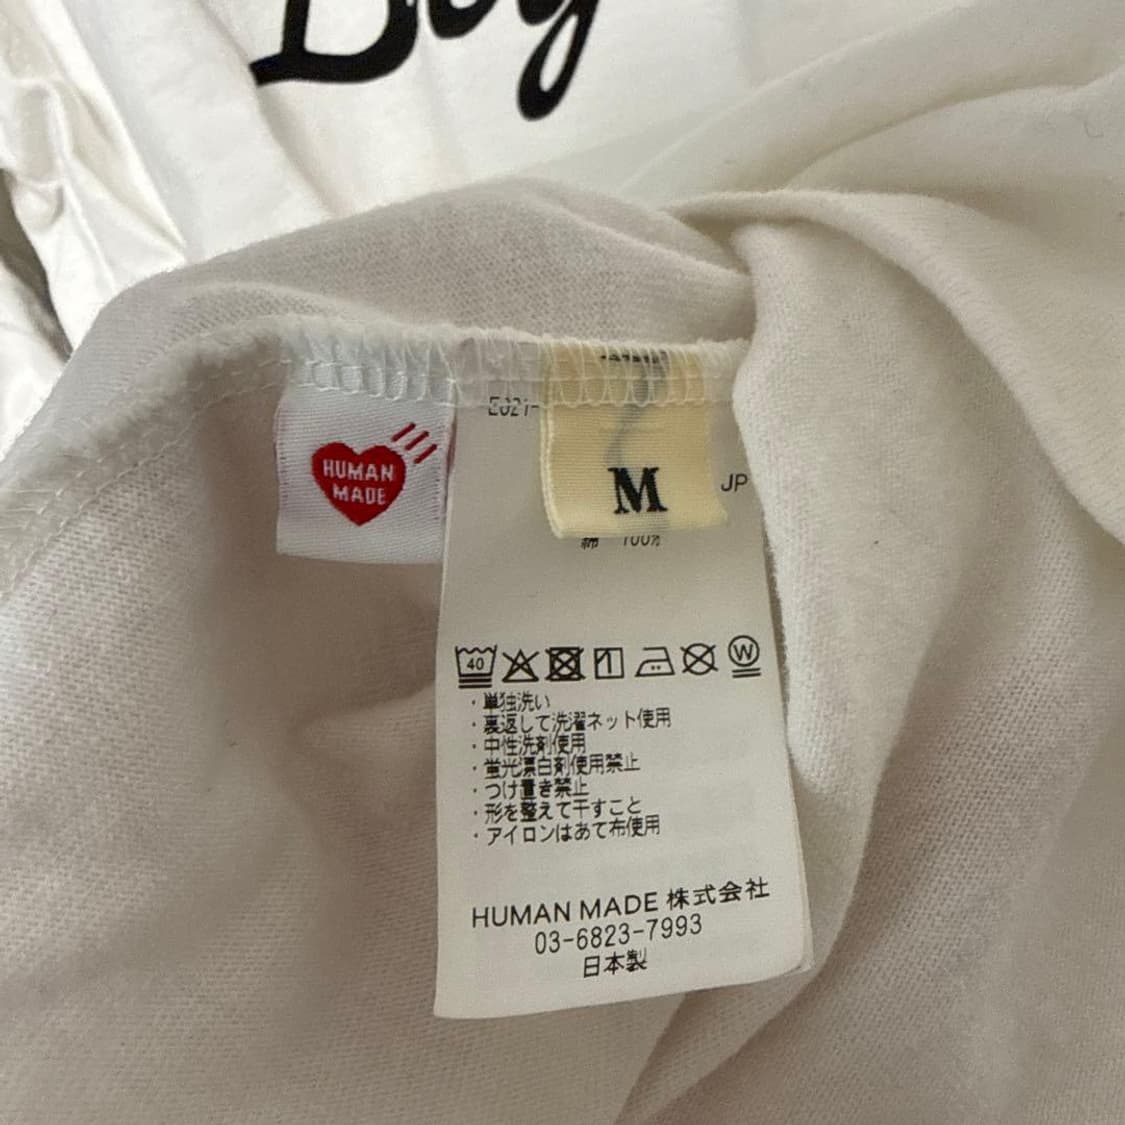 HUMAN
MADE
M
JP
綿 100%
40
W
・単独洗い
・裏返して洗濯ネット使用
・中性洗剤使用
・蛍光漂白剤使用禁止
・つけ置き禁止
・形を整えて干すこと
・アイロンはあて布使用
HUMAN MADE 株式会社
03-6823-7993
日本製